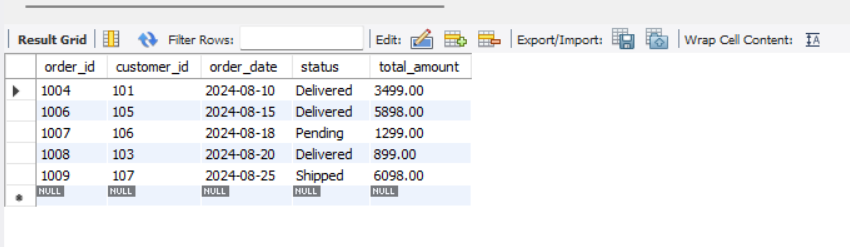 Result Grid Filter Rows: Edit: Export/Import: Wrap Cell Content: IA
order_id customer_id order_date status total_amount
1004 101 2024-08-10 Delivered 3499.00
1006 105 2024-08-15 Delivered 5898.00
1007 106 2024-08-18 Pending 1299.00
1008 103 2024-08-20 Delivered 899.00
1009 107 2024-08-25 Shipped 6098.00
NULL NULL NULL NULL NULL